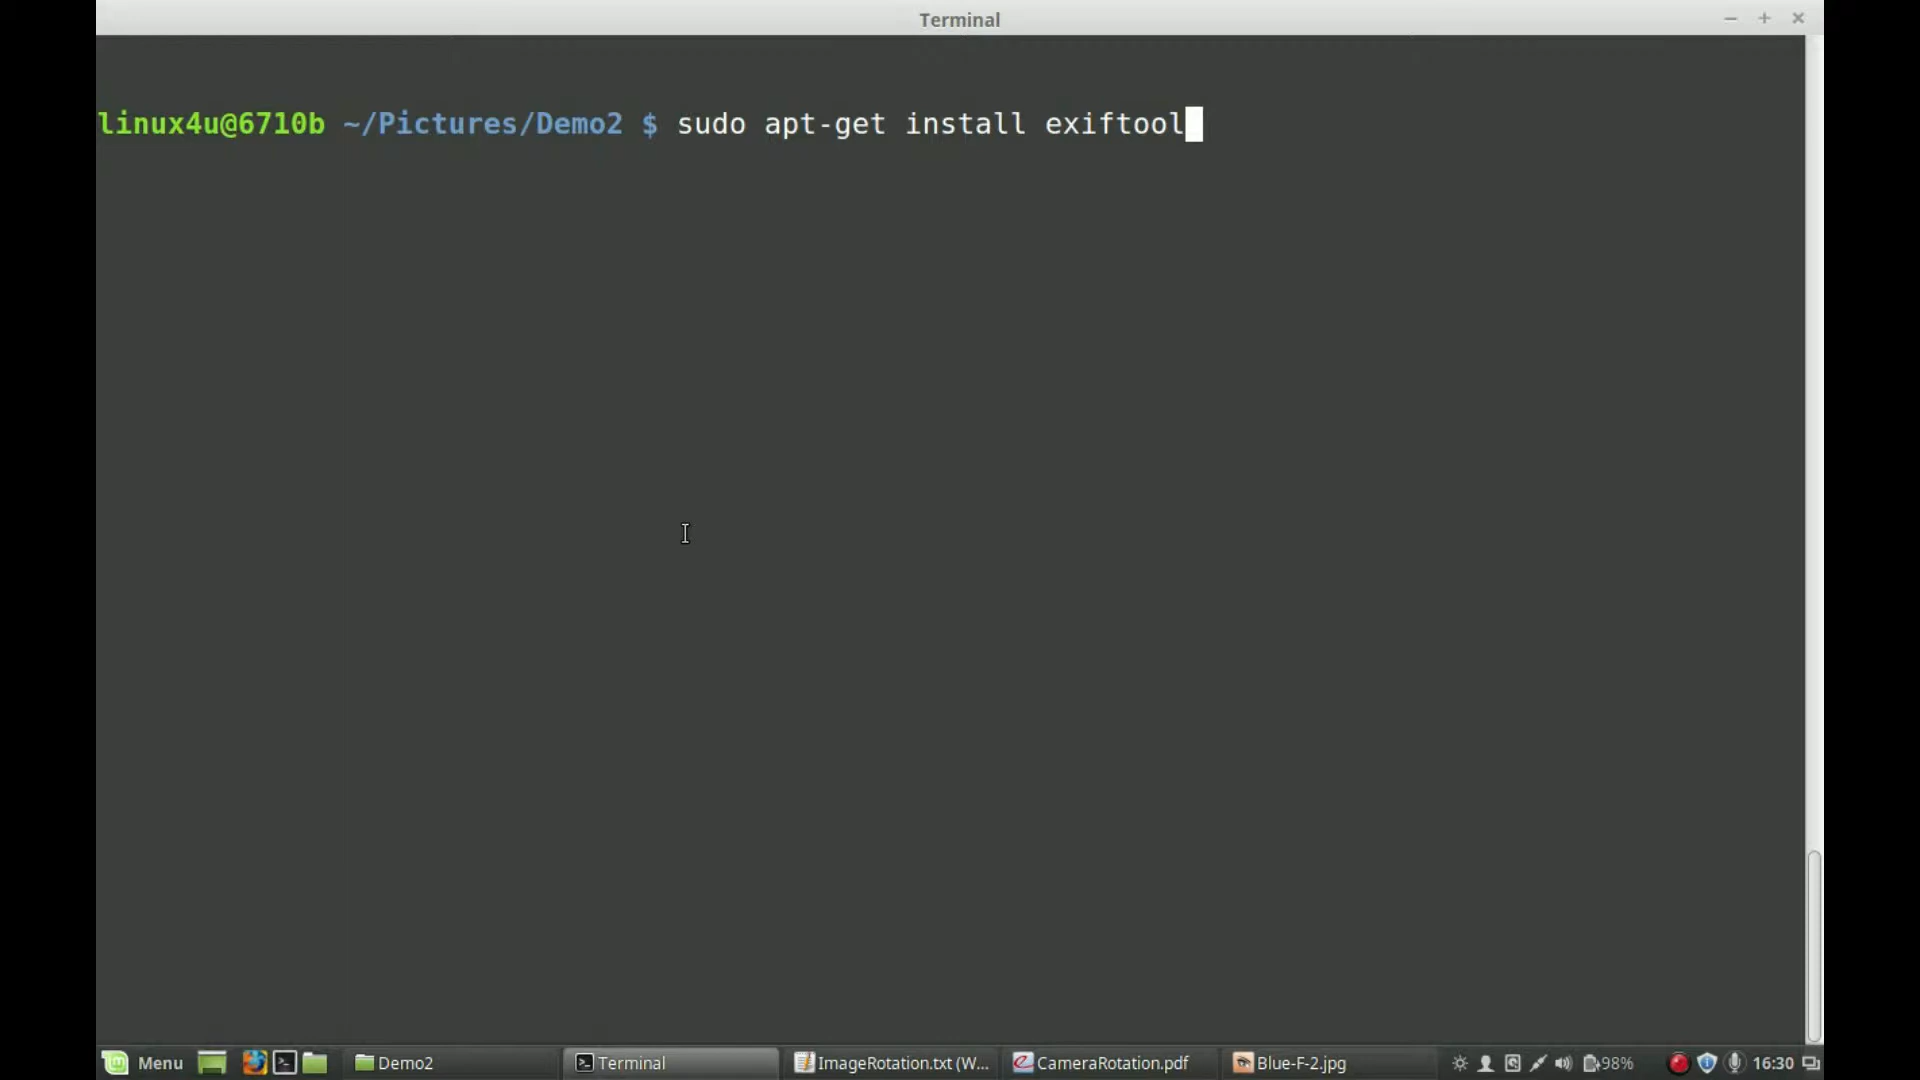 Terminal
linux4u@6710b ~/Pictures/Demo2 $ sudo apt-get install exiftool
Menu
Demo2
Terminal
ImageRotation.txt (W...
CameraRotation.pdf
Blue-F-2.jpg
98%
16:30